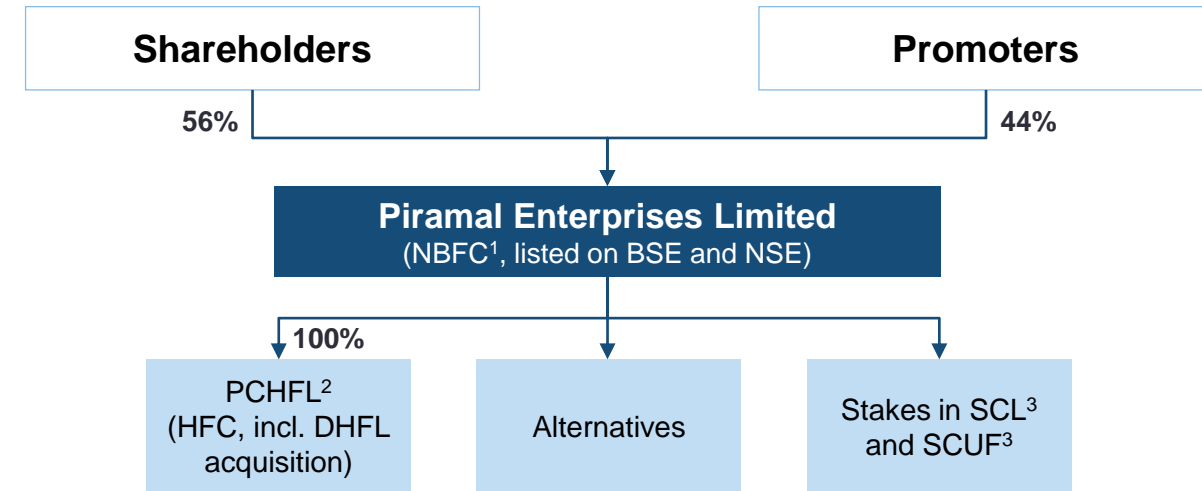 Shareholders
Promoters
56%
44%
Piramal Enterprises Limited
(NBFC¹, listed on BSE and NSE)
100%
PCHFL²
(HFC, incl. DHFL
acquisition)
Alternatives
Stakes in SCL³
and SCUF³